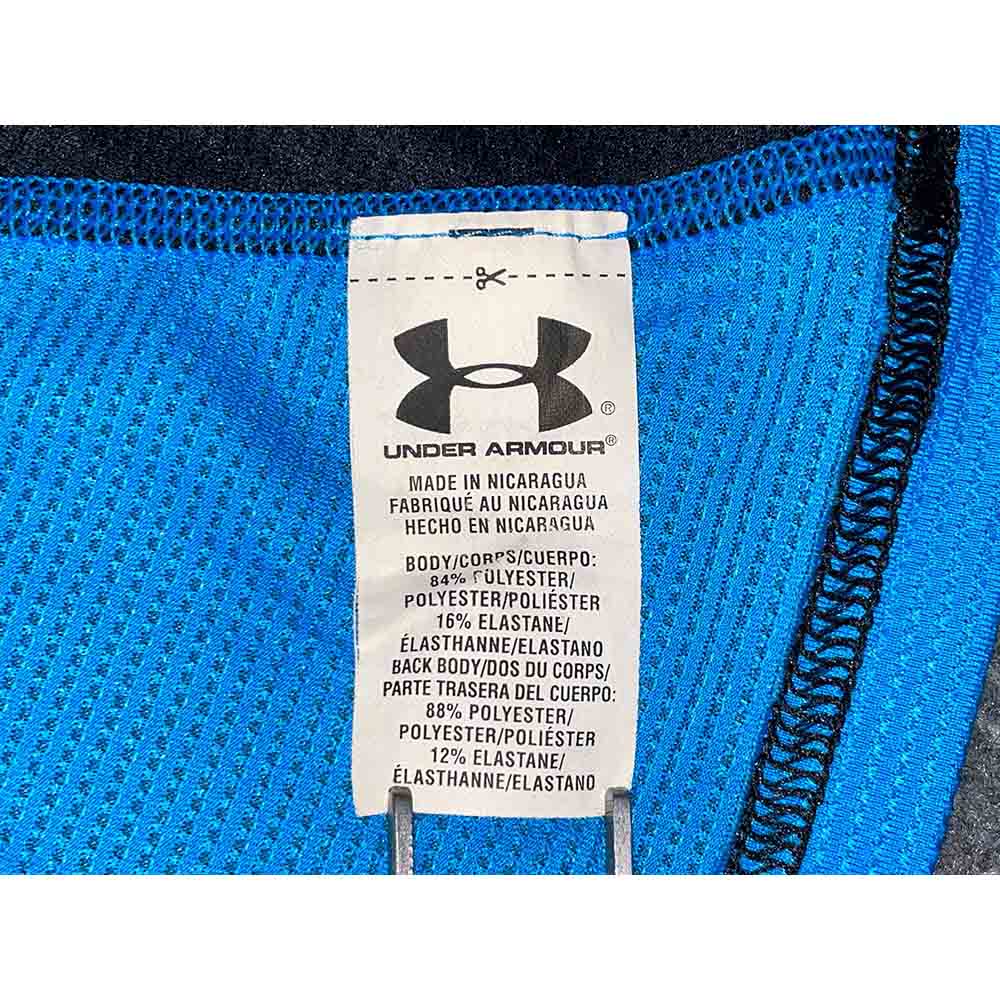 ®
UNDER ARMOUR®
MADE IN NICARAGUA
FABRIQUÉ AU NICARAGUA
HECHO EN NICARAGUA
BODY/CORPS/CUERPO:
84% POLYESTER/
POLYESTER/POLIÉSTER
16% ELASTANE/
ÉLASTHANNE/ELASTANO
BACK BODY/DOS DU CORPS/
PARTE TRASERA DEL CUERPO:
88% POLYESTER/
POLYESTER/POLIÉSTER
12% ELASTANE/
ÉLASTHANNE/ELASTANO